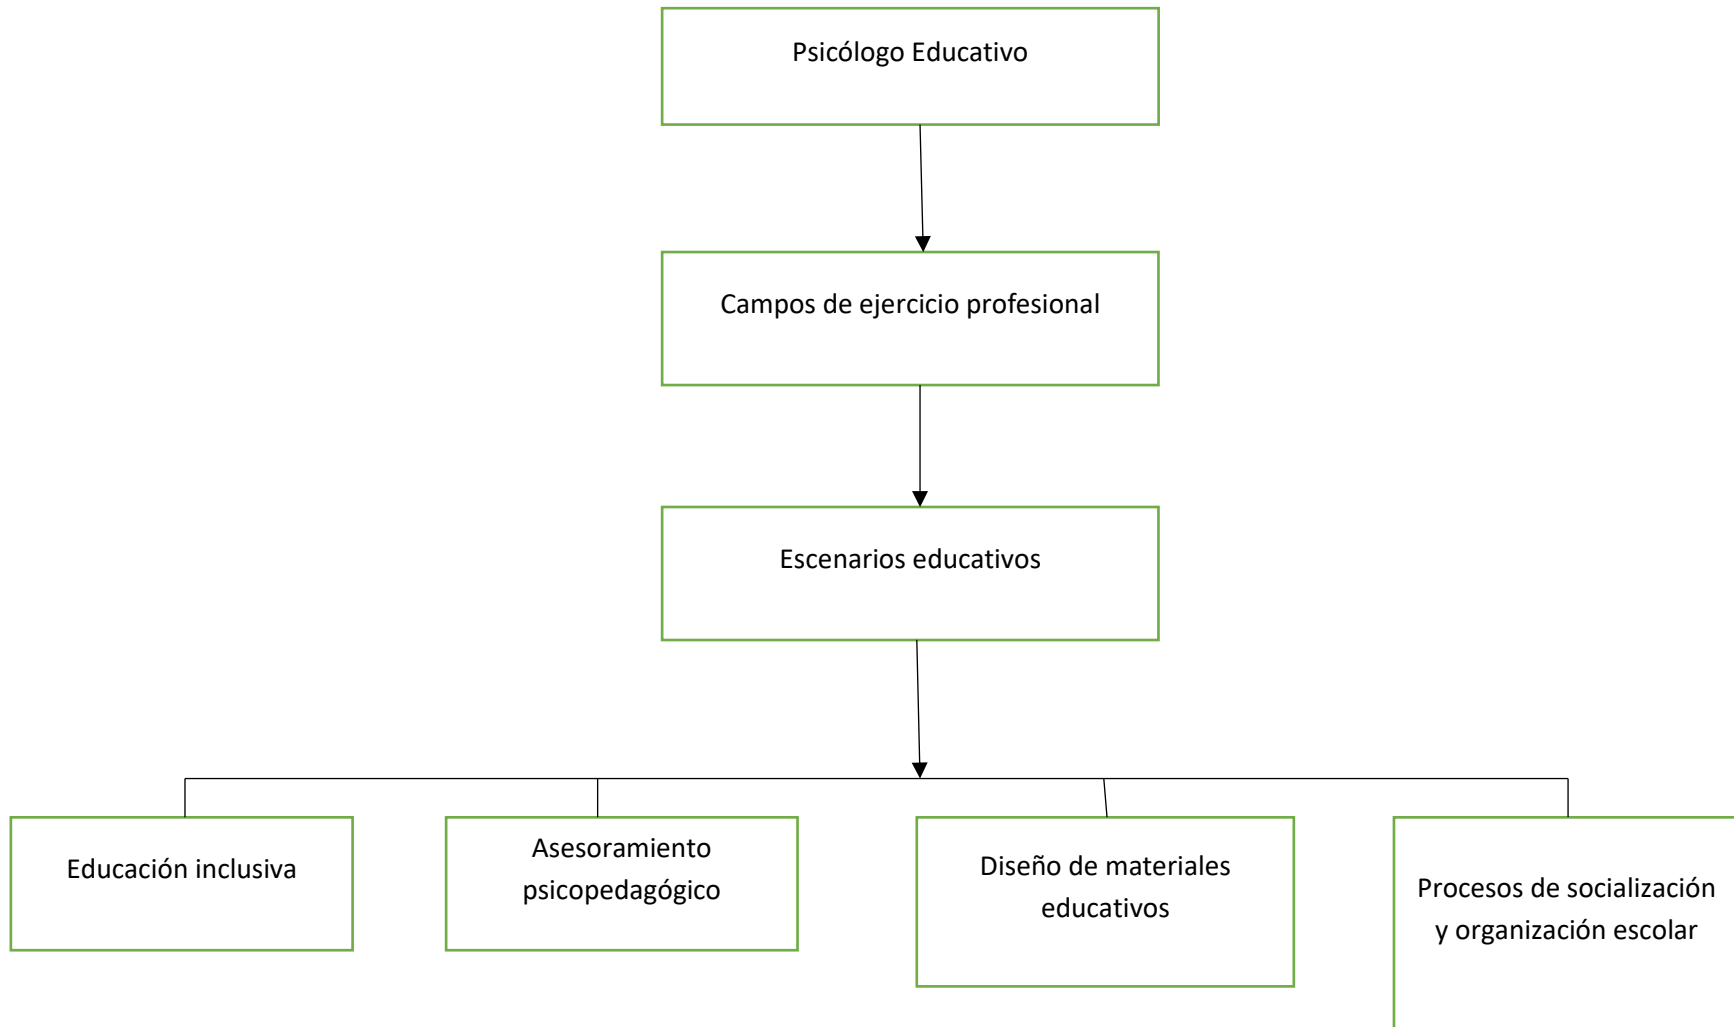 Psicólogo Educativo
Campos de ejercicio profesional
Escenarios educativos
Educación inclusiva
Asesoramiento
psicopedagógico
Diseño de materiales
educativos
Procesos de socialización
y organización escolar